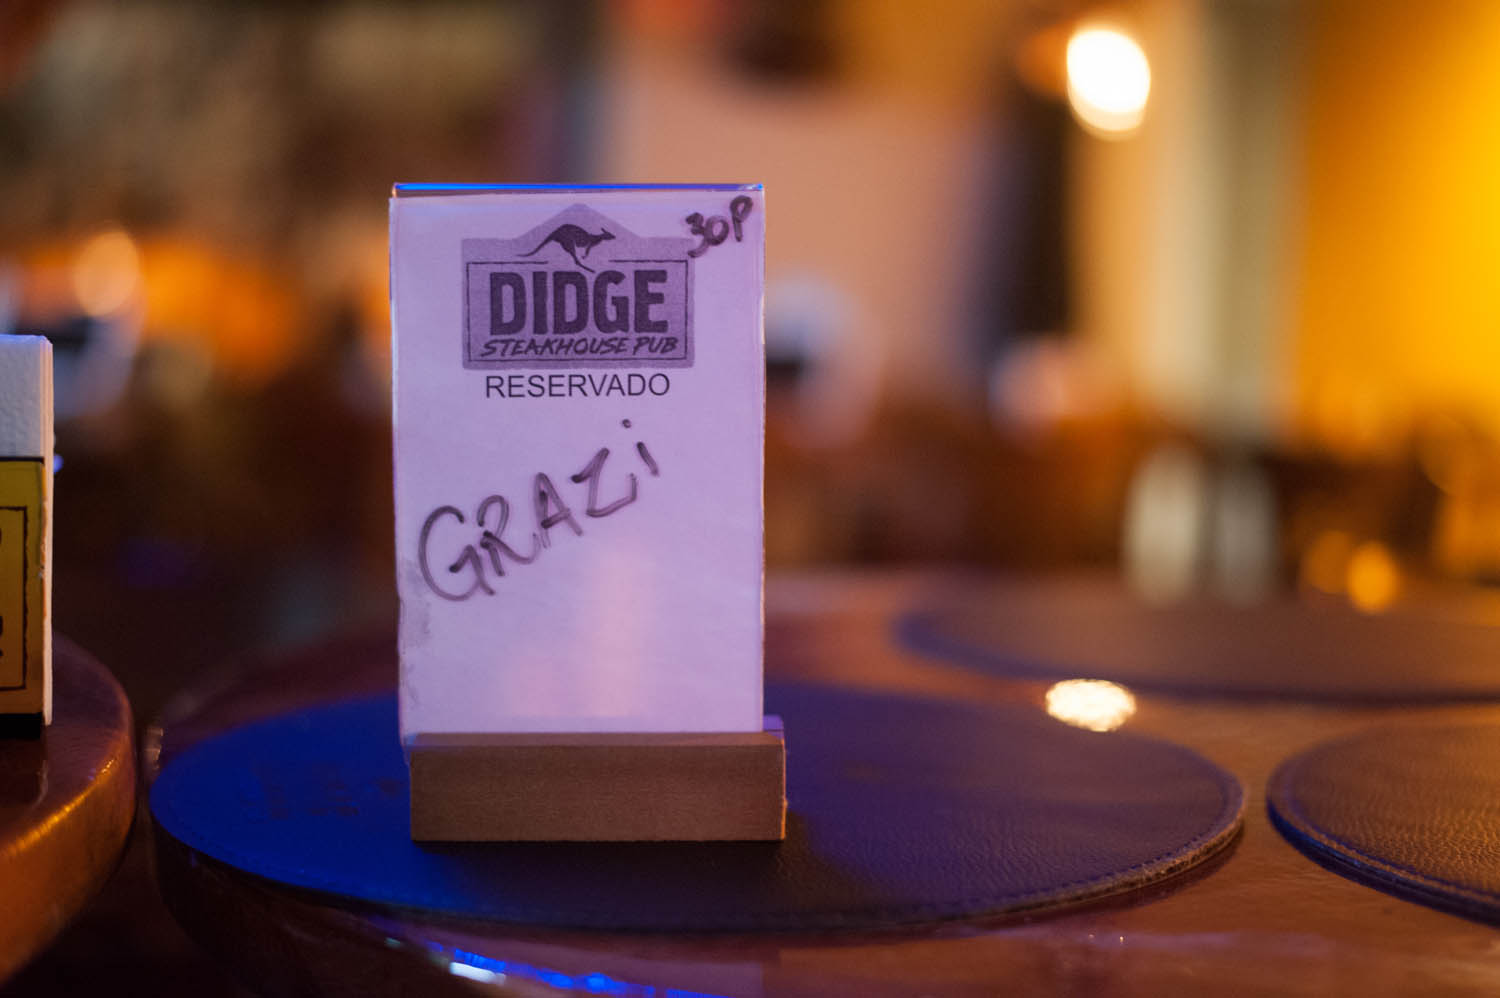 30P
DIDGE
STEAKHOUSE PUB
RESERVADO
GRAZi